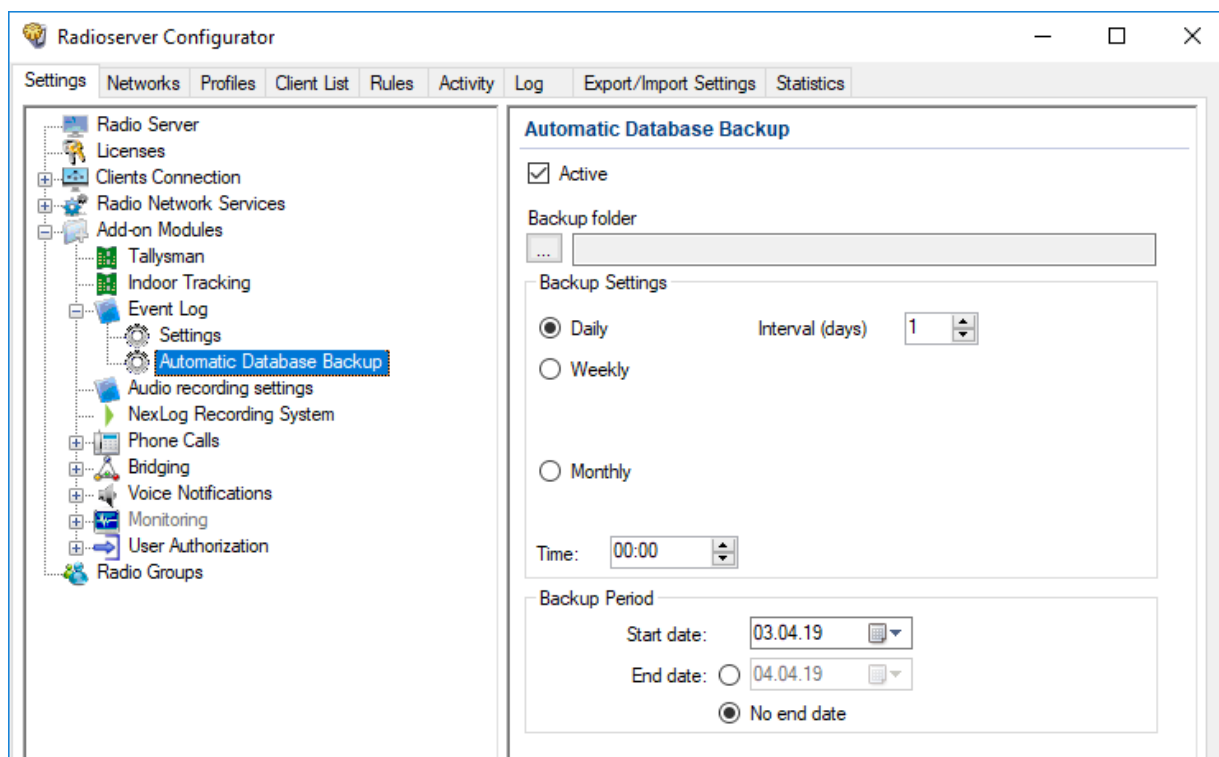 Radioserver Configurator
Settings Networks Profiles Client List Rules Activity Log Export/Import Settings Statistics
Radio Server
Licenses
Clients Connection
Radio Network Services
Add-on Modules
Tallysman
Indoor Tracking
Event Log
Settings
Automatic Database Backup
Audio recording settings
NexLog Recording System
Phone Calls
Bridging
Voice Notifications
Monitoring
User Authorization
Radio Groups
Automatic Database Backup
Active
Backup folder
...
Backup Settings
Daily Interval (days) 1
Weekly
Monthly
Time: 00:00
Backup Period
Start date: 03.04.19
End date: 04.04.19
No end date